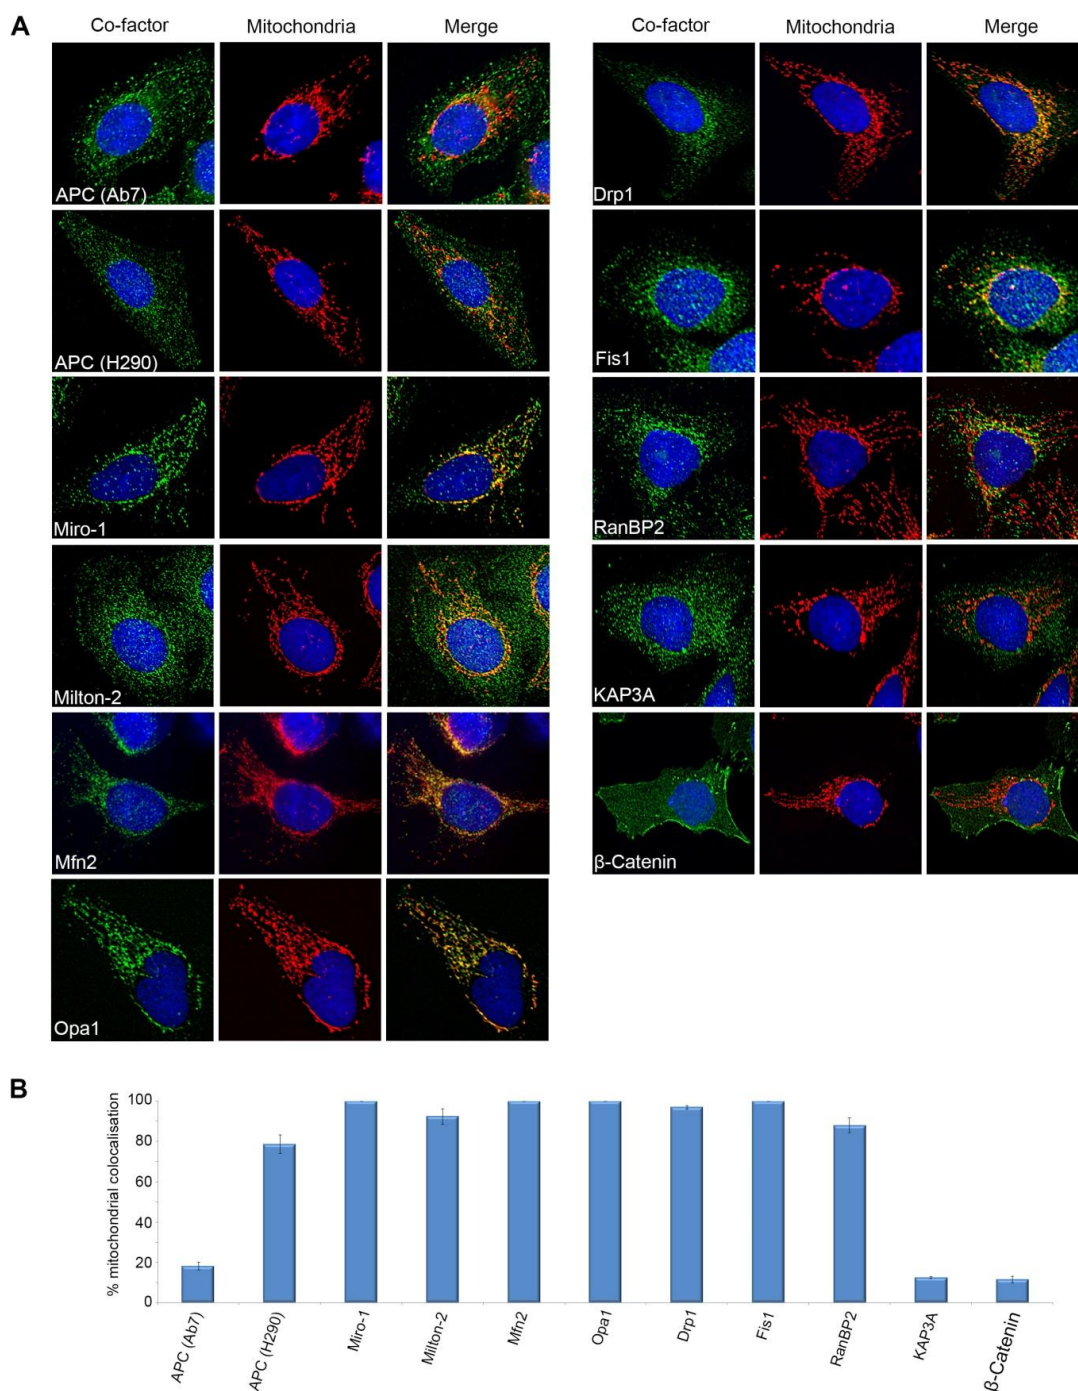 A
Co-factor Mitochondria Merge
Co-factor Mitochondria Merge
APC (Ab7)
Drp1
APC (H290)
Fis1
Miro-1
RanBP2
Milton-2
KAP3A
Mfn2
β-Catenin
Opa1
B
% mitochondrial colocalisation
100
80
60
40
20
0
APC (Ab7)
APC (H290)
Miro-1
Milton-2
Mfn2
Opa1
Drp1
Fis1
RanBP2
KAP3A
β-Catenin